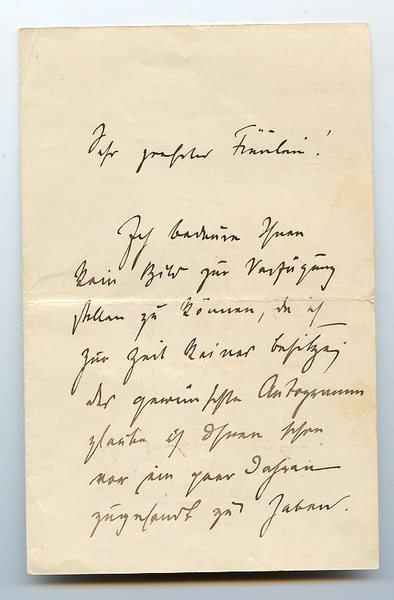 Sehr geehrtes Fräulein!
Ich bedaure Ihnen
kein Bild zur Verfügung
stellen zu können, da ich
zur Zeit keines besitze;
das gewünschte Autogramm
glaube ich Ihnen schon
vor ein paar Jahren
zugesandt zu haben.